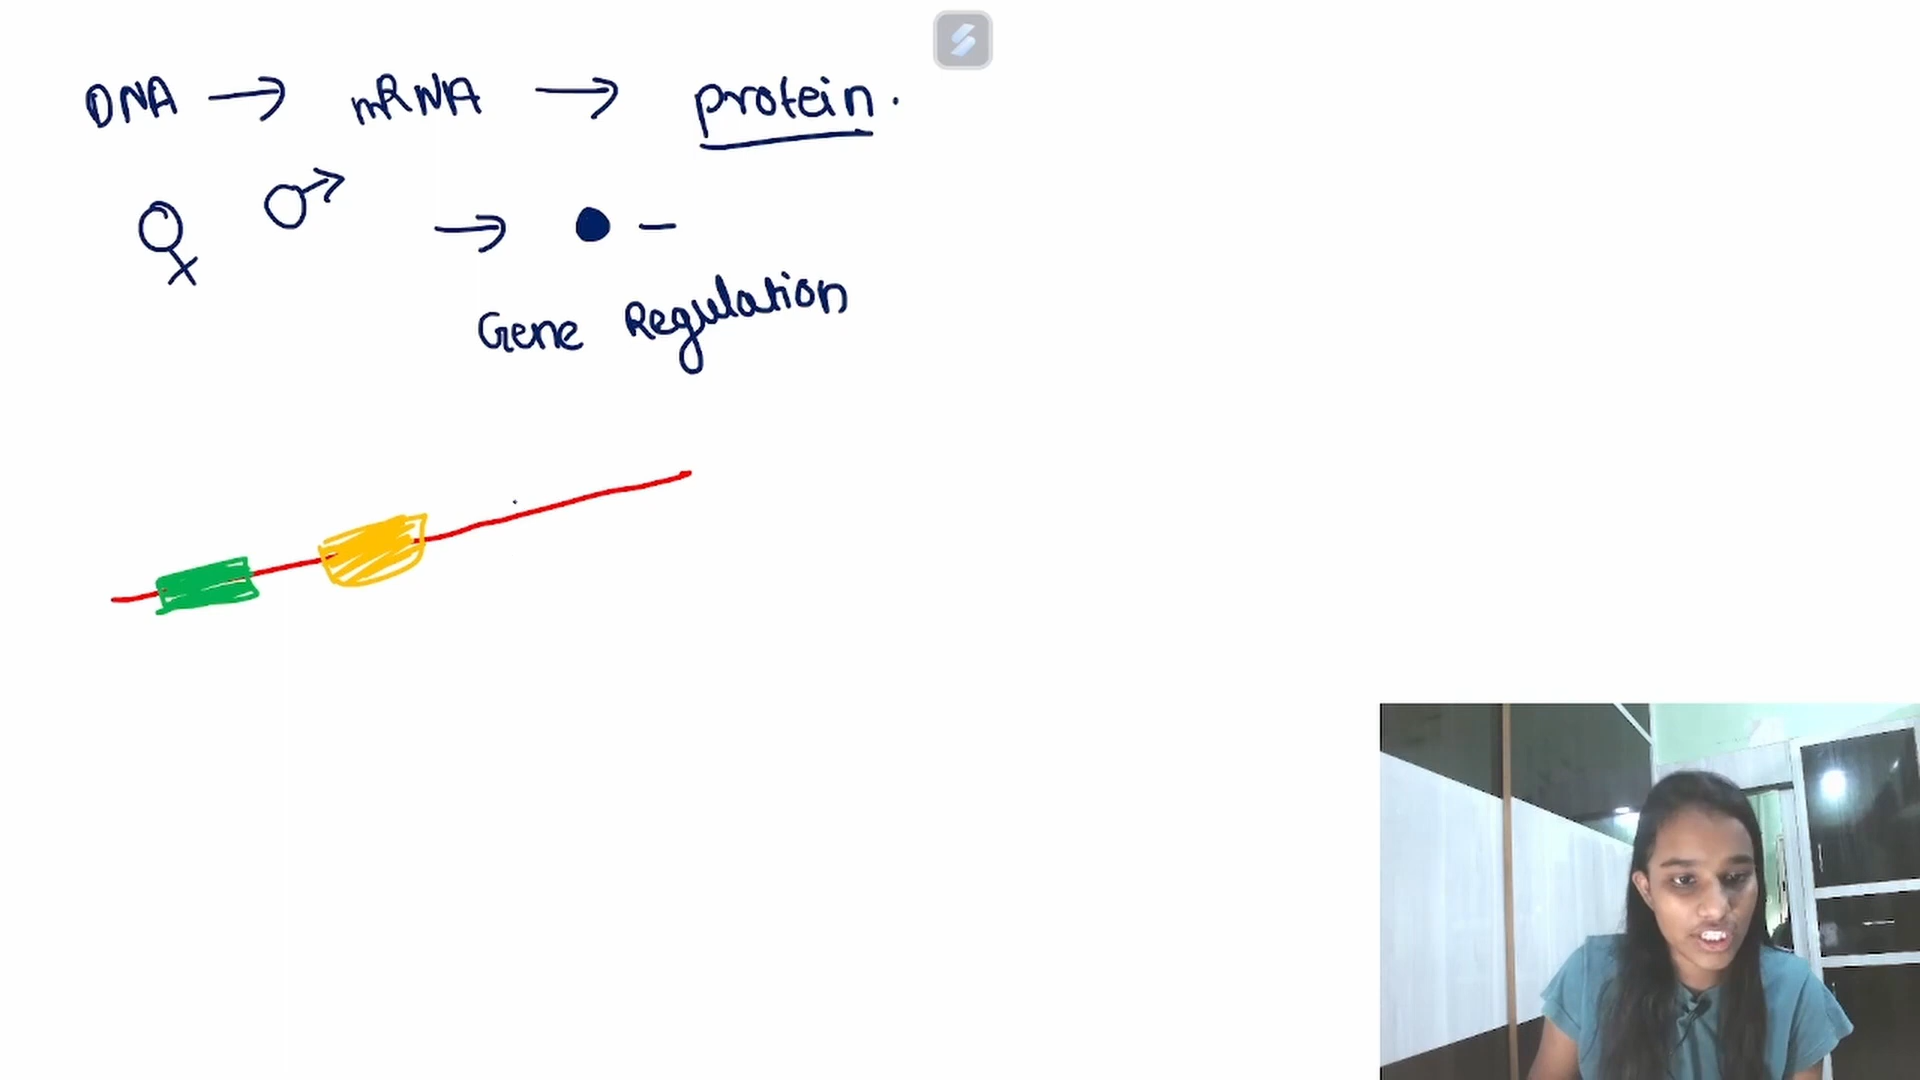 DNA → mRNA → protein.
♀ ♂ → ● –
Gene Regulation